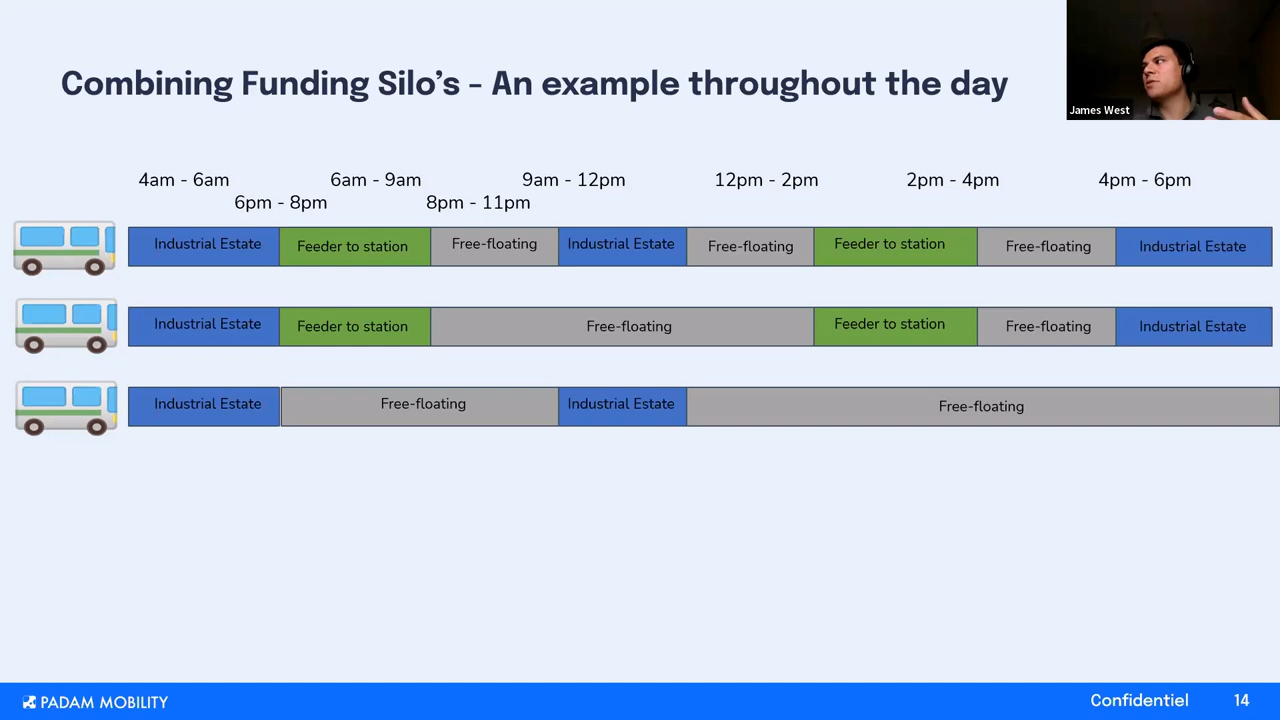 Combining Funding Silo's - An example throughout the day
James West
4am - 6am 6am - 9am 9am - 12pm 12pm - 2pm 2pm - 4pm 4pm - 6pm
6pm - 8pm 8pm - 11pm
Industrial Estate Feeder to station Free-floating Industrial Estate Free-floating Feeder to station Free-floating Industrial Estate
Industrial Estate Feeder to station Free-floating Feeder to station Free-floating Industrial Estate
Industrial Estate Free-floating Industrial Estate Free-floating
PADAM MOBILITY Confidentiel 14